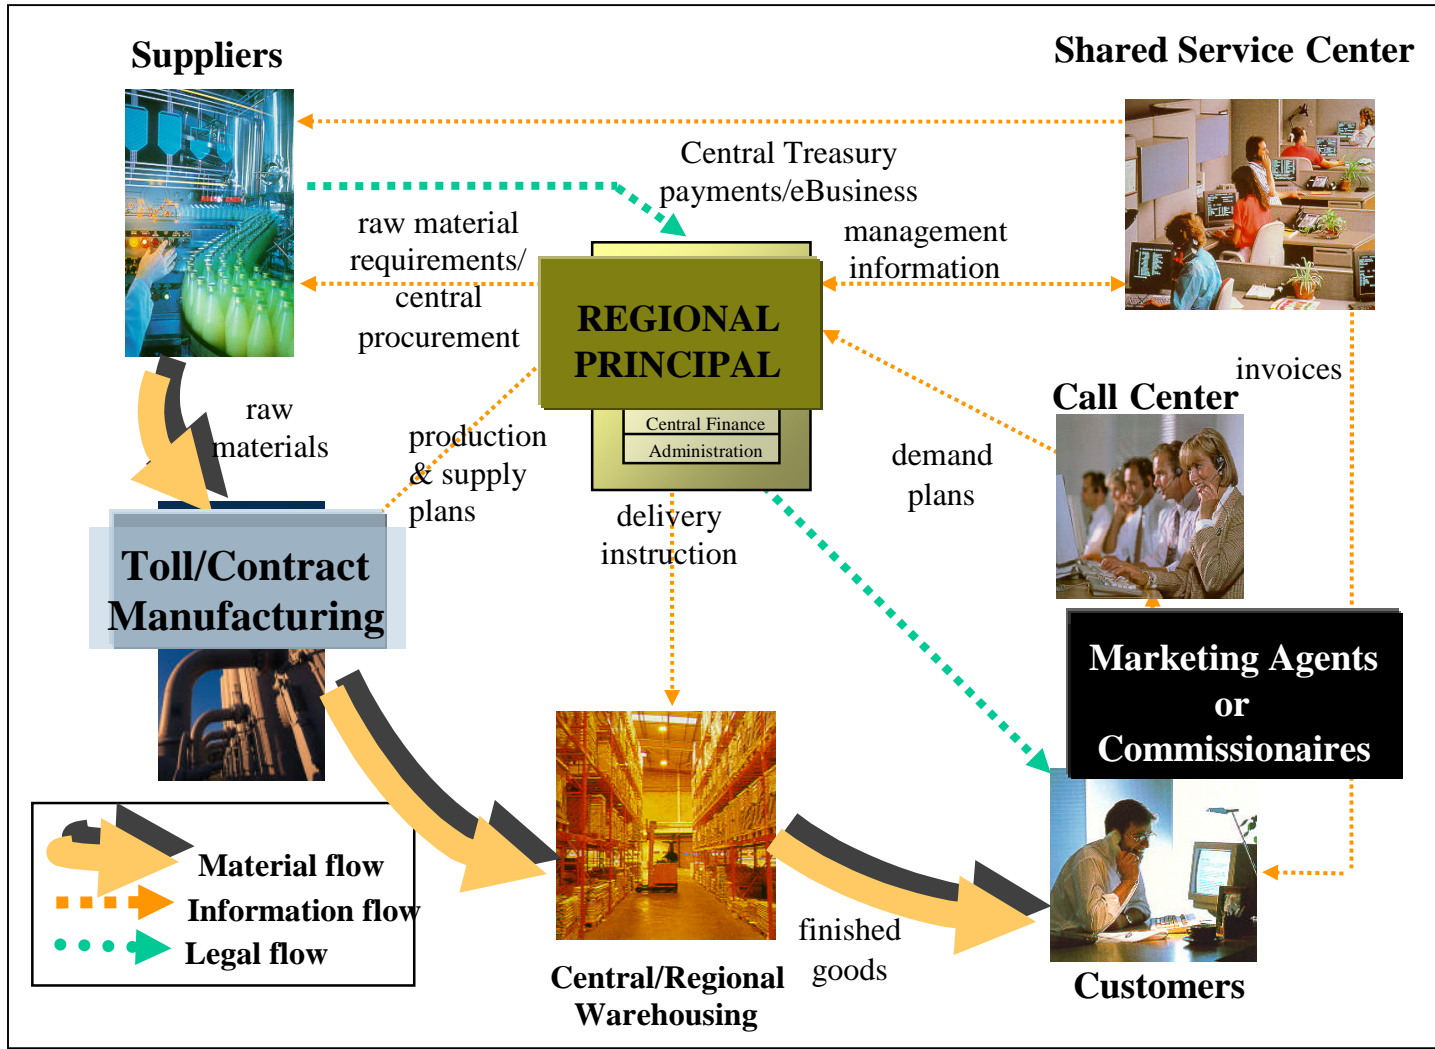 Suppliers
Shared Service Center
Central Treasury
payments/eBusiness
raw material
requirements/
central
procurement
management
information
REGIONAL
PRINCIPAL
Central Finance
Administration
invoices
Call Center
raw
materials
production
& supply
plans
demand
plans
delivery
instruction
Toll/Contract
Manufacturing
Marketing Agents
or
Commissionaires
Material flow
Information flow
Legal flow
finished
goods
Central/Regional
Warehousing
Customers